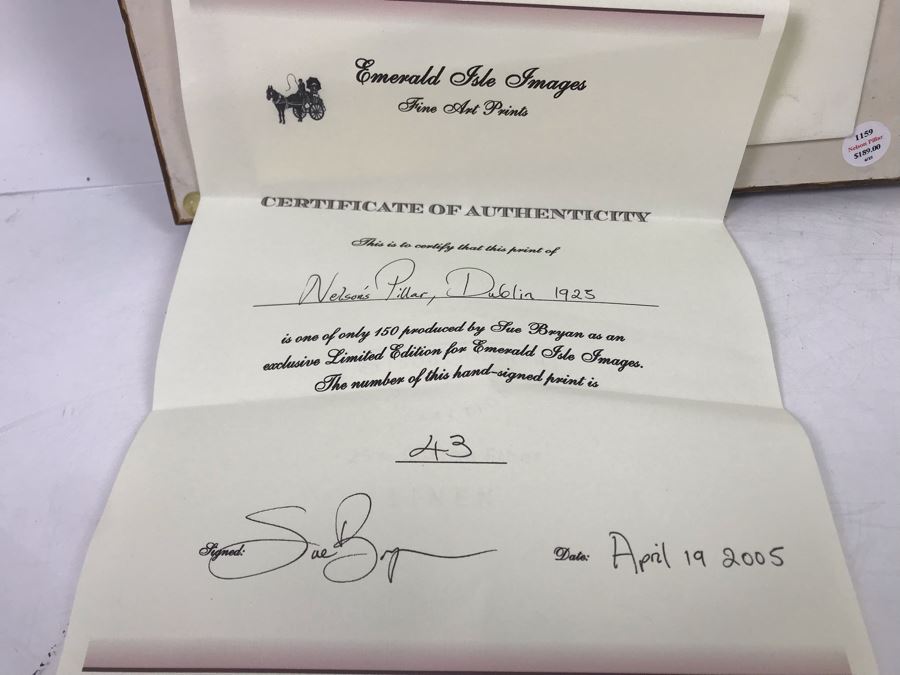 Emerald Isle Images
Fine Art Prints
1159
Nelson Pillar
$189.00
CERTIFICATE OF AUTHENTICITY
This is to certify that this print of
Nelson's Pillar, Dublin 1925
is one of only 150 produced by Sue Bryan as an
exclusive Limited Edition for Emerald Isle Images.
The number of this hand-signed print is
43
Signed: Sue Bryan Date: April 19 2005